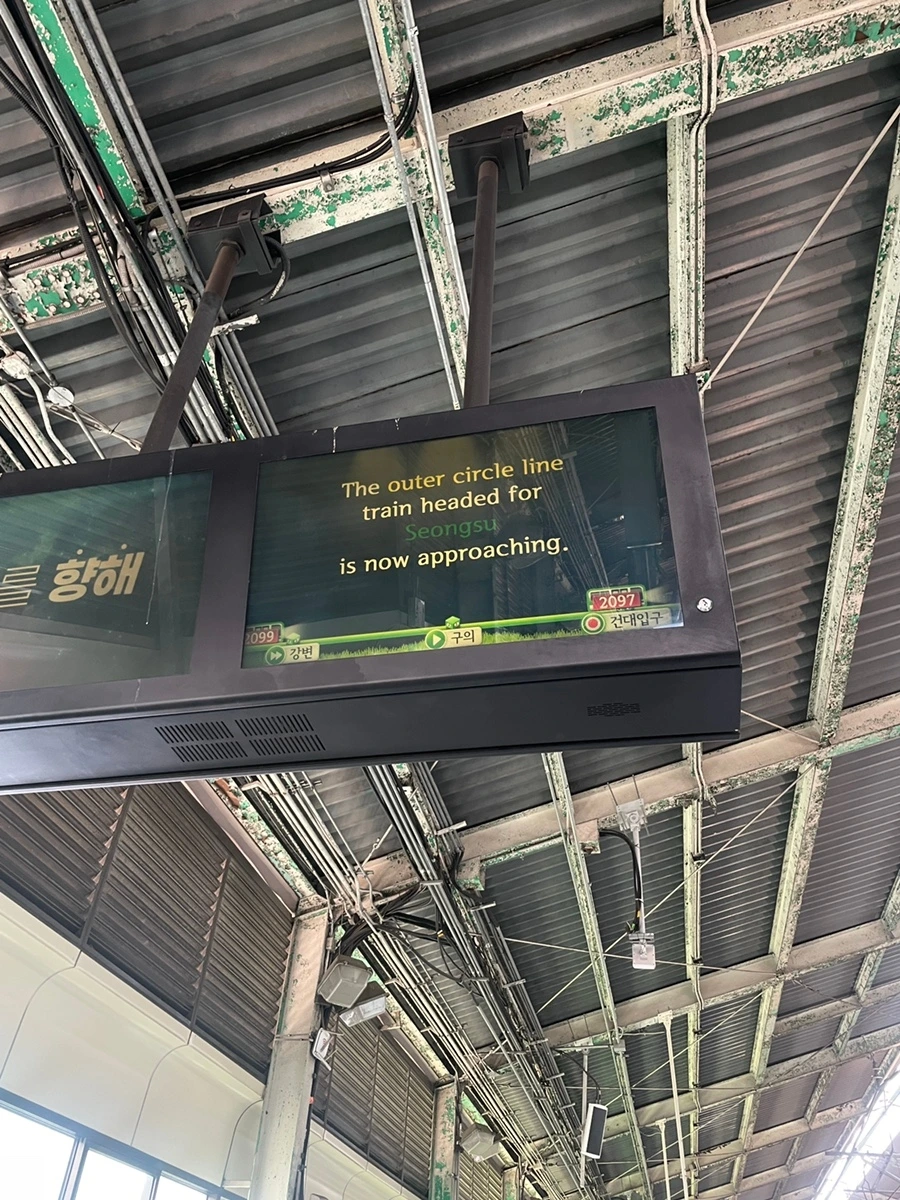 를 향해
The outer circle line
train headed for
Seongsu
is now approaching.
2099
2097
강변
구의
건대입구